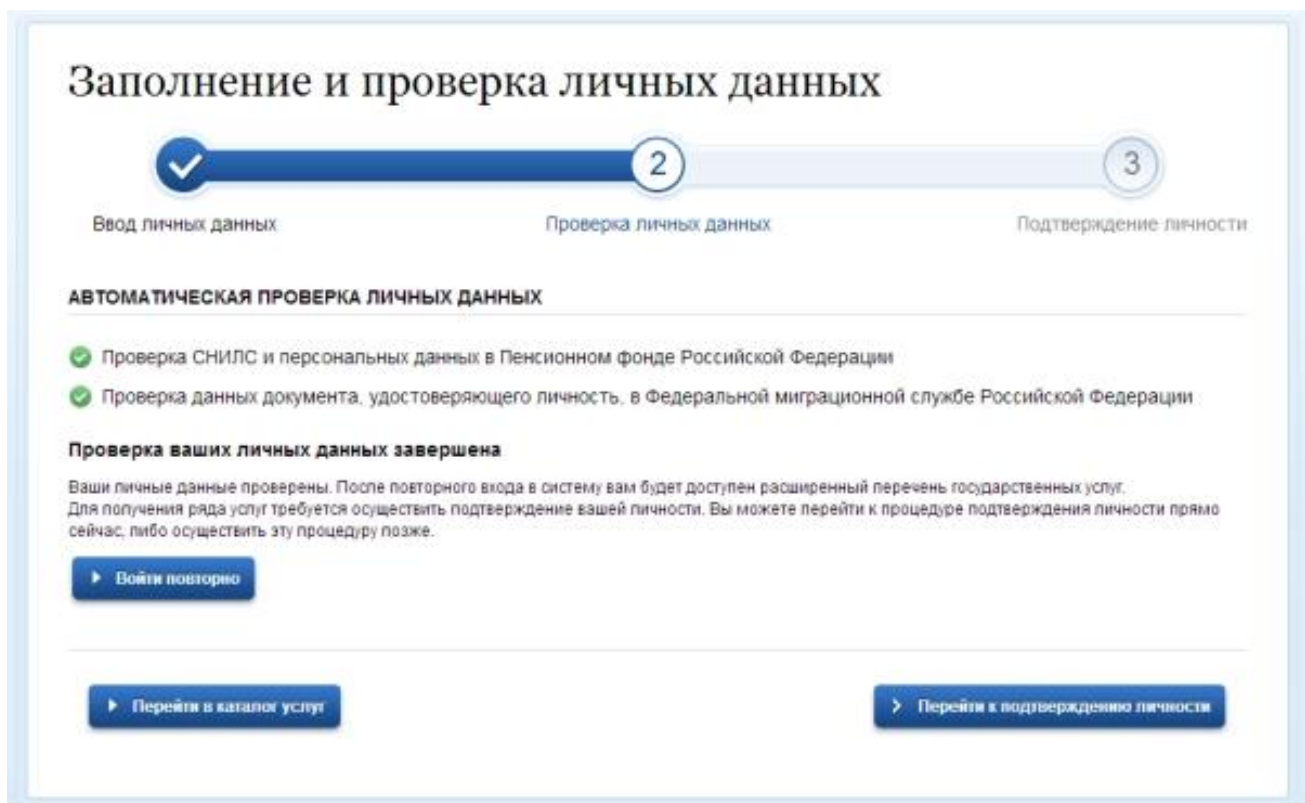 Заполнение и проверка личных данных
2
3
Ввод личных данных
Проверка личных данных
Подтверждение личности
АВТОМАТИЧЕСКАЯ ПРОВЕРКА ЛИЧНЫХ ДАННЫХ
Проверка СНИЛС и персональных данных в Пенсионном фонде Российской Федерации
Проверка данных документа, удостоверяющего личность, в Федеральной миграционной службе Российской Федерации
Проверка ваших личных данных завершена
Ваши личные данные проверены. После повторного входа в систему вам будет доступен расширенный перечень государственных услуг.
Для получения ряда услуг требуется осуществить подтверждение вашей личности. Вы можете перейти к процедуре подтверждения личности прямо
сейчас, либо осуществить эту процедуру позже.
Войти повторно
Перейти в каталог услуг
Перейти к подтверждению личности